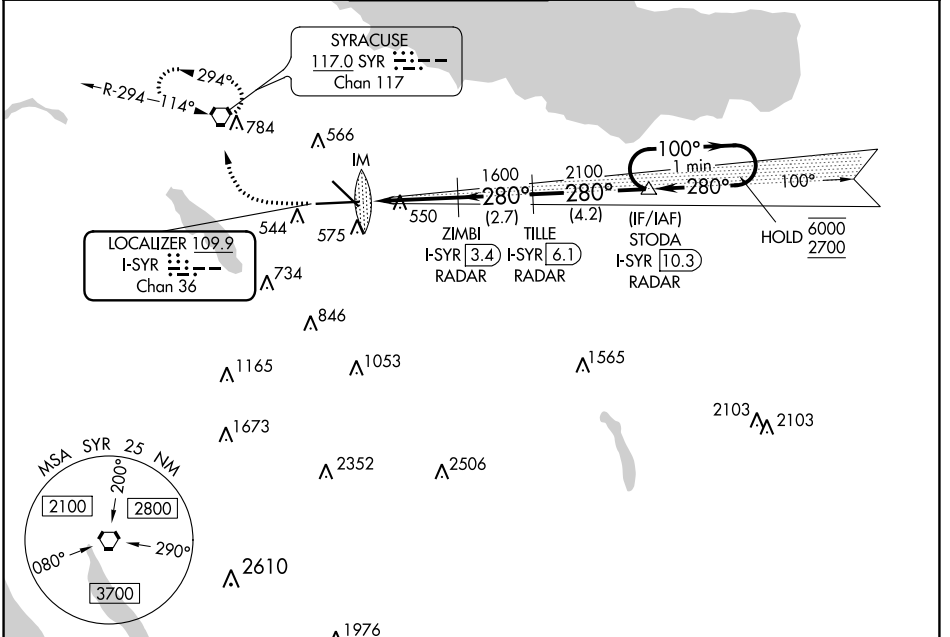 SYRACUSE
117.0 SYR
Chan 117
R-294
114°
294°
784
566
IM
1600
2100
100°
1 min
280°
280°
280°
100°
(2.7)
(4.2)
544
575
550
ZIMBI
I-SYR 3.4
RADAR
TILLE
I-SYR 6.1
RADAR
(IF/IAF)
STODA
I-SYR 10.3
RADAR
HOLD 6000
2700
LOCALIZER 109.9
I-SYR
Chan 36
734
846
1165
1053
1565
1673
2103
2103
2352
2506
MSA SYR 25 NM
200°
2100
2800
080°
290°
3700
2610
1976